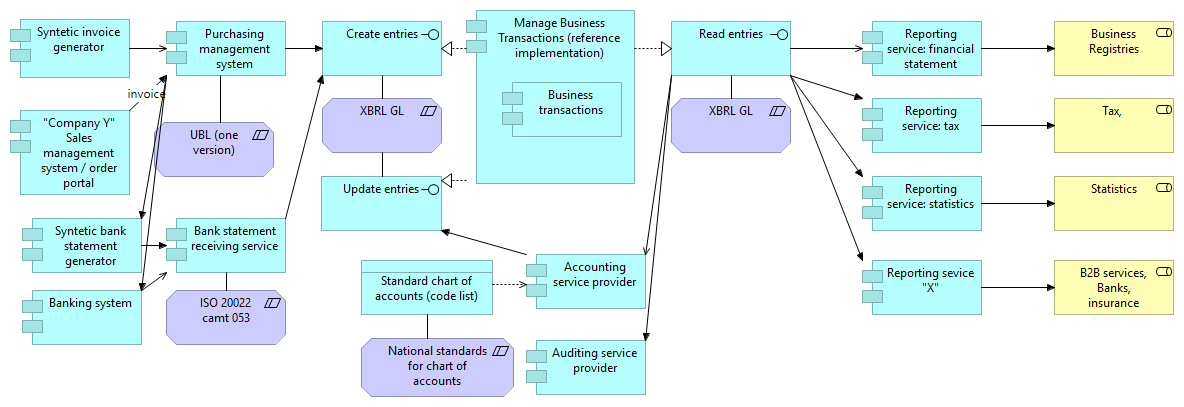 Syntetic invoice
generator
Purchasing
management
system
Create entries
Manage Business
Transactions (reference
implementation)
Business
transactions
Read entries
Reporting
service: financial
statement
Business
Registries
invoice
"Company Y"
Sales
management
system / order
portal
UBL (one
version)
XBRL GL
XBRL GL
Reporting
service: tax
Tax,
Update entries
Reporting
service: statistics
Statistics
Syntetic bank
statement
generator
Bank statement
receiving service
Banking system
ISO 20022
camt 053
Standard chart of
accounts (code list)
Accounting
service provider
Reporting sevice
"X"
B2B services,
Banks,
insurance
National standards
for chart of
accounts
Auditing service
provider